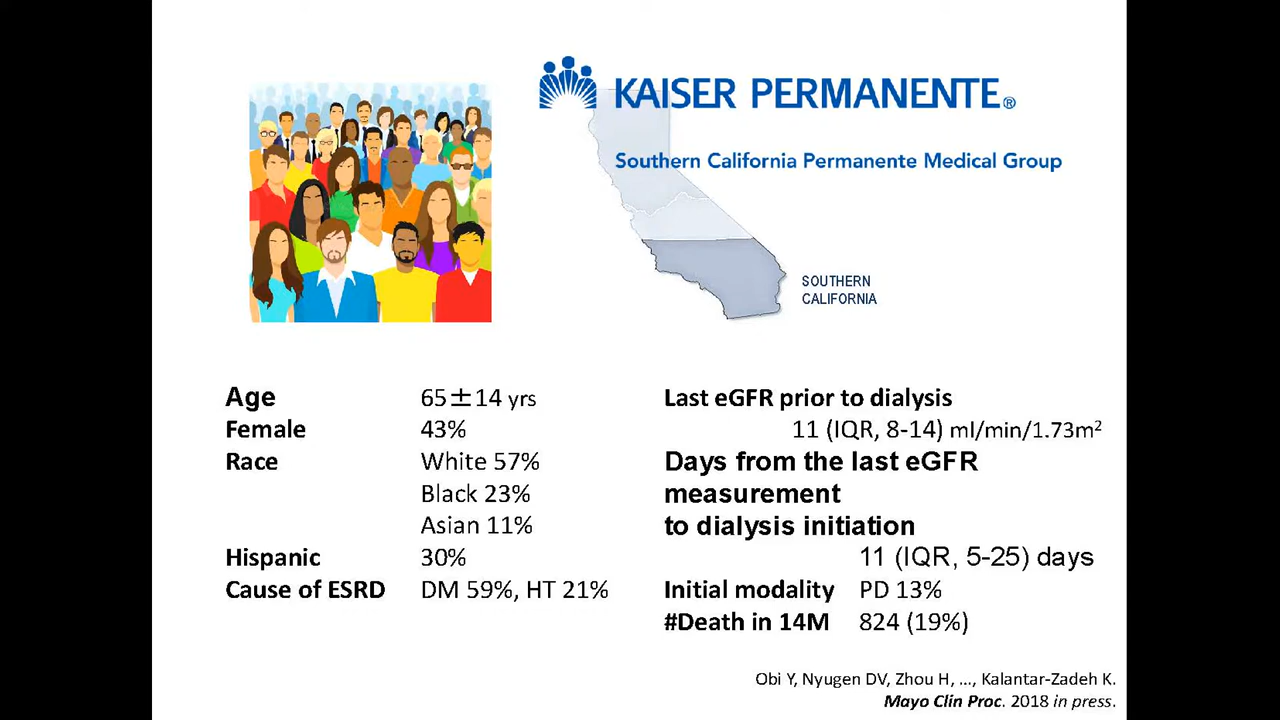 KAISER PERMANENTE®
Southern California Permanente Medical Group
SOUTHERN
CALIFORNIA
Age 65±14 yrs
Female 43%
Race White 57%
Black 23%
Asian 11%
Hispanic 30%
Cause of ESRD DM 59%, HT 21%
Last eGFR prior to dialysis
11 (IQR, 8-14) ml/min/1.73m²
Days from the last eGFR
measurement
to dialysis initiation
11 (IQR, 5-25) days
Initial modality PD 13%
#Death in 14M 824 (19%)
Obi Y, Nyugen DV, Zhou H, ..., Kalantar-Zadeh K.
Mayo Clin Proc. 2018 in press.